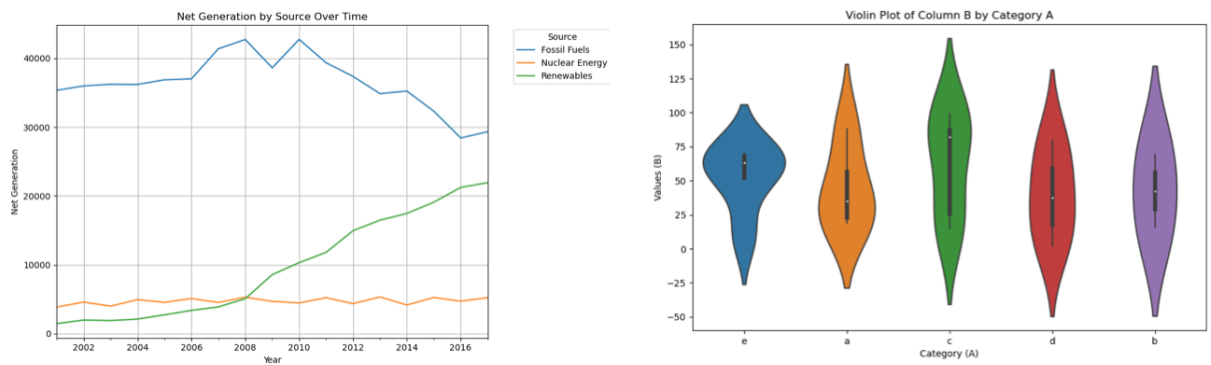 Net Generation by Source Over Time
40000
30000
20000
10000
0
Net Generation
2002 2004 2006 2008 2010 2012 2014 2016
Year
Source
Fossil Fuels
Nuclear Energy
Renewables
Violin Plot of Column B by Category A
150
125
100
75
50
25
0
−25
−50
Values (B)
e a c d b
Category (A)